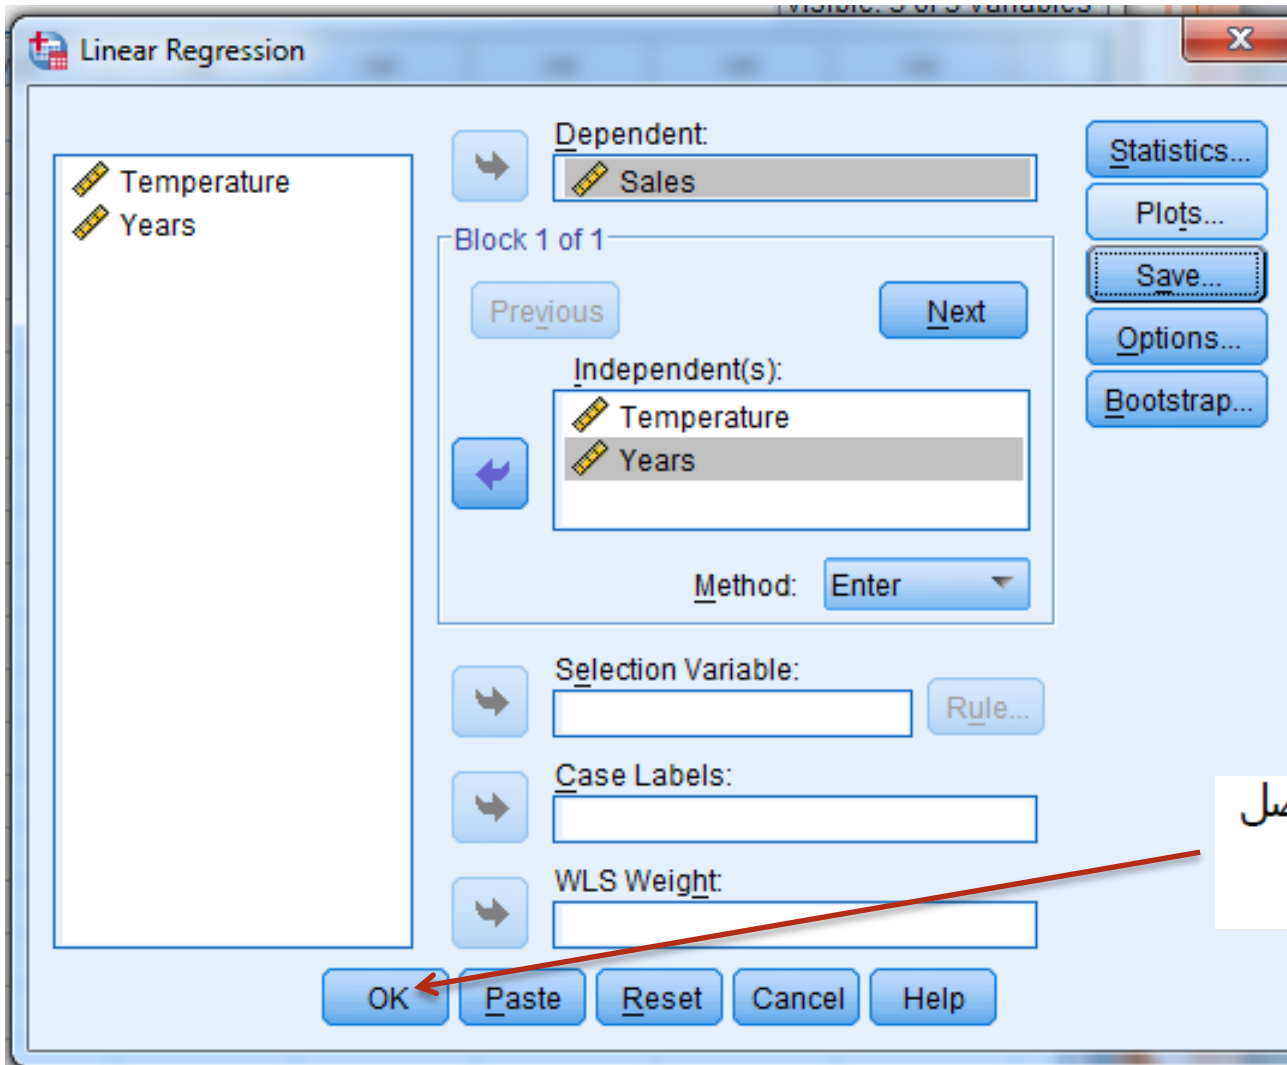 Linear Regression
Temperature
Years
Dependent:
Sales
Block 1 of 1
Previous
Next
Independent(s):
Temperature
Years
Method:
Enter
Selection Variable:
Rule...
Case Labels:
WLS Weight:
Statistics...
Plots...
Save...
Options...
Bootstrap...
OK
Paste
Reset
Cancel
Help